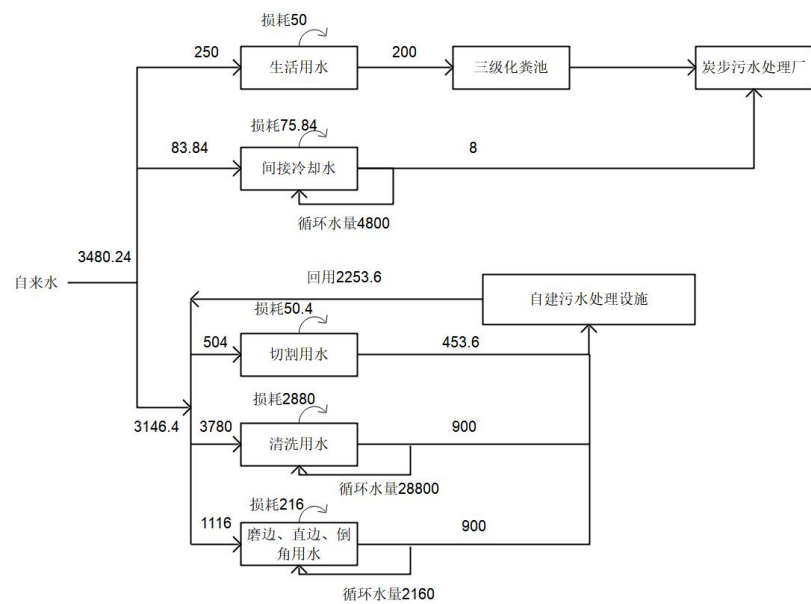 损耗50
250
生活用水
200
三级化粪池
炭步污水处理厂
损耗75.84
83.84
间接冷却水
8
循环水量4800
3480.24
自来水
回用2253.6
自建污水处理设施
损耗50.4
504
切割用水
453.6
损耗2880
3146.4
3780
清洗用水
900
循环水量28800
损耗216
1116
磨边、直边、倒
角用水
900
循环水量2160